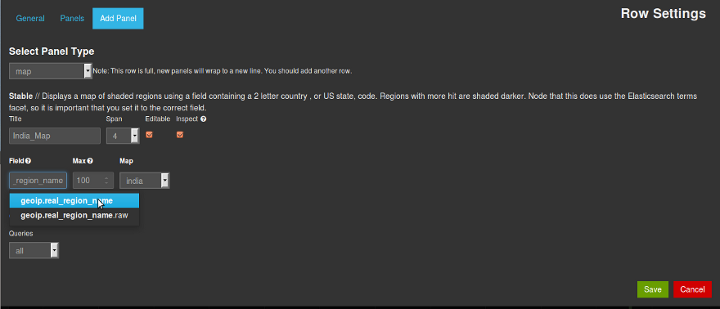 Row Settings
General Panels Add Panel
Select Panel Type
map Note: This row is full, new panels will wrap to a new line. You should add another row.
Stable // Displays a map of shaded regions using a field containing a 2 letter country , or US state, code. Regions with more hit are shaded darker. Node that this does use the Elasticsearch terms
facet, so it is important that you set it to the correct field.
Title Span Editable Inspect
India_Map 4
Field Max Map
_region_name 100 india
geoip.real_region_name
geoip.real_region_name.raw
Queries
all
Save Cancel